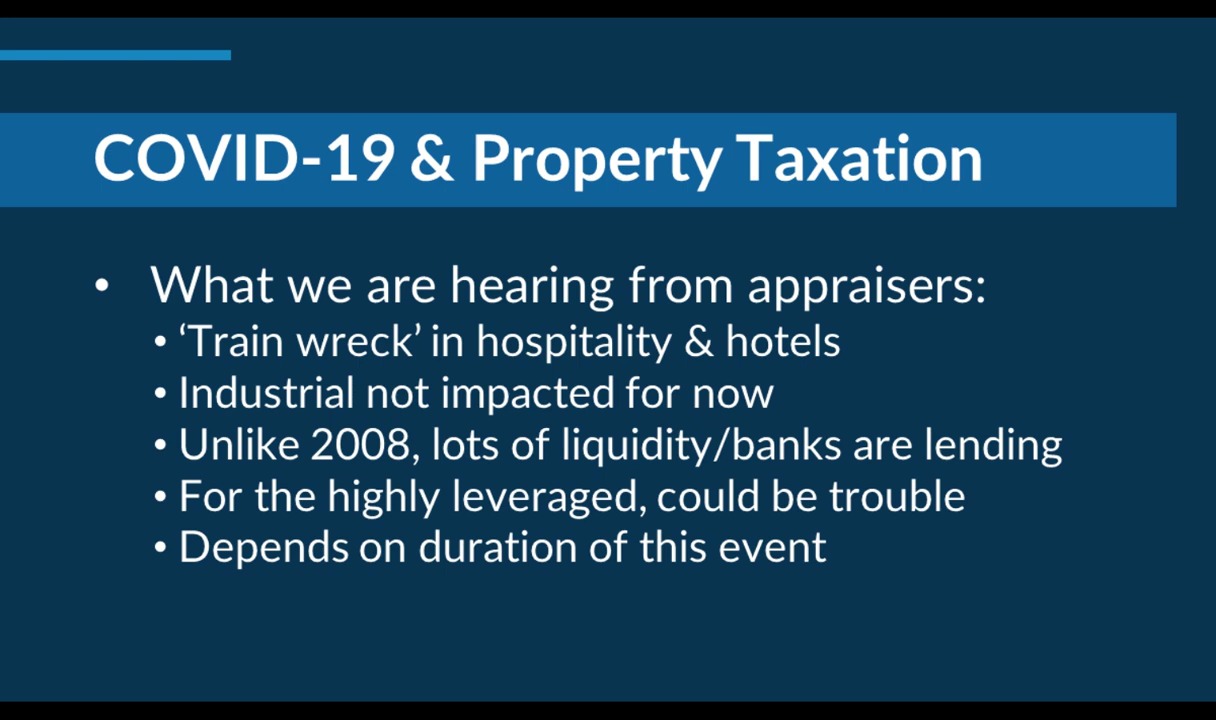 COVID-19 & Property Taxation
• What we are hearing from appraisers:
• ‘Train wreck’ in hospitality & hotels
• Industrial not impacted for now
• Unlike 2008, lots of liquidity/banks are lending
• For the highly leveraged, could be trouble
• Depends on duration of this event